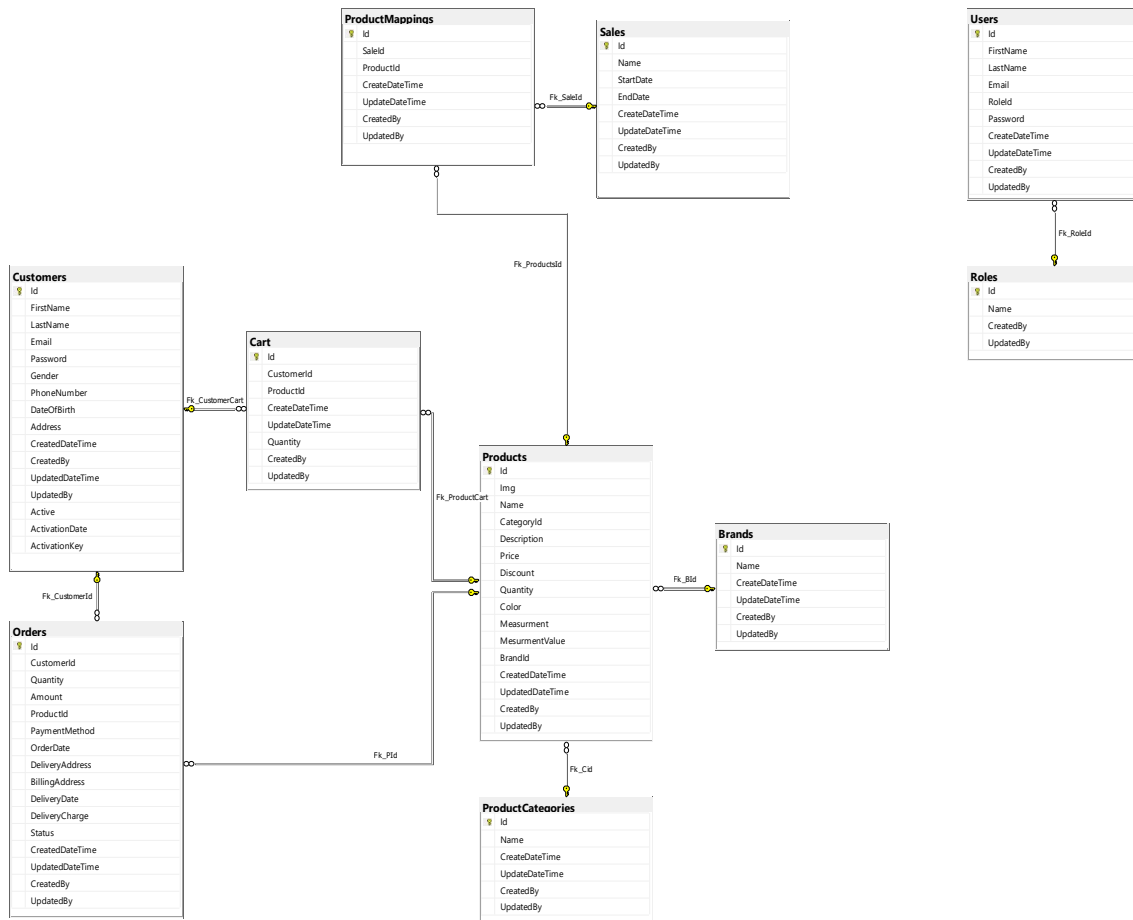 ProductMappings
Id
SaleId
ProductId
CreateDateTime
UpdateDateTime
CreatedBy
UpdatedBy
Fk_SaleId
Sales
Id
Name
StartDate
EndDate
CreateDateTime
UpdateDateTime
CreatedBy
UpdatedBy
Users
Id
FirstName
LastName
Email
RoleId
Password
CreateDateTime
UpdateDateTime
CreatedBy
UpdatedBy
Fk_RoleId
Roles
Id
Name
CreatedBy
UpdatedBy
Fk_ProductsId
Customers
Id
FirstName
LastName
Email
Password
Gender
PhoneNumber
DateOfBirth
Address
CreatedDateTime
CreatedBy
UpdatedDateTime
UpdatedBy
Active
ActivationDate
ActivationKey
Fk_CustomerCart
Cart
Id
CustomerId
ProductId
CreateDateTime
UpdateDateTime
Quantity
CreatedBy
UpdatedBy
Fk_ProductCart
Products
Id
Img
Name
CategoryId
Description
Price
Discount
Quantity
Color
Measurment
MesurmentValue
BrandId
CreatedDateTime
UpdatedDateTime
CreatedBy
UpdatedBy
Fk_BId
Brands
Id
Name
CreateDateTime
UpdateDateTime
CreatedBy
UpdatedBy
Fk_CustomerId
Orders
Id
CustomerId
Quantity
Amount
ProductId
PaymentMethod
OrderDate
DeliveryAddress
BillingAddress
DeliveryDate
DeliveryCharge
Status
CreatedDateTime
UpdatedDateTime
CreatedBy
UpdatedBy
Fk_PId
Fk_Cid
ProductCategories
Id
Name
CreateDateTime
UpdateDateTime
CreatedBy
UpdatedBy